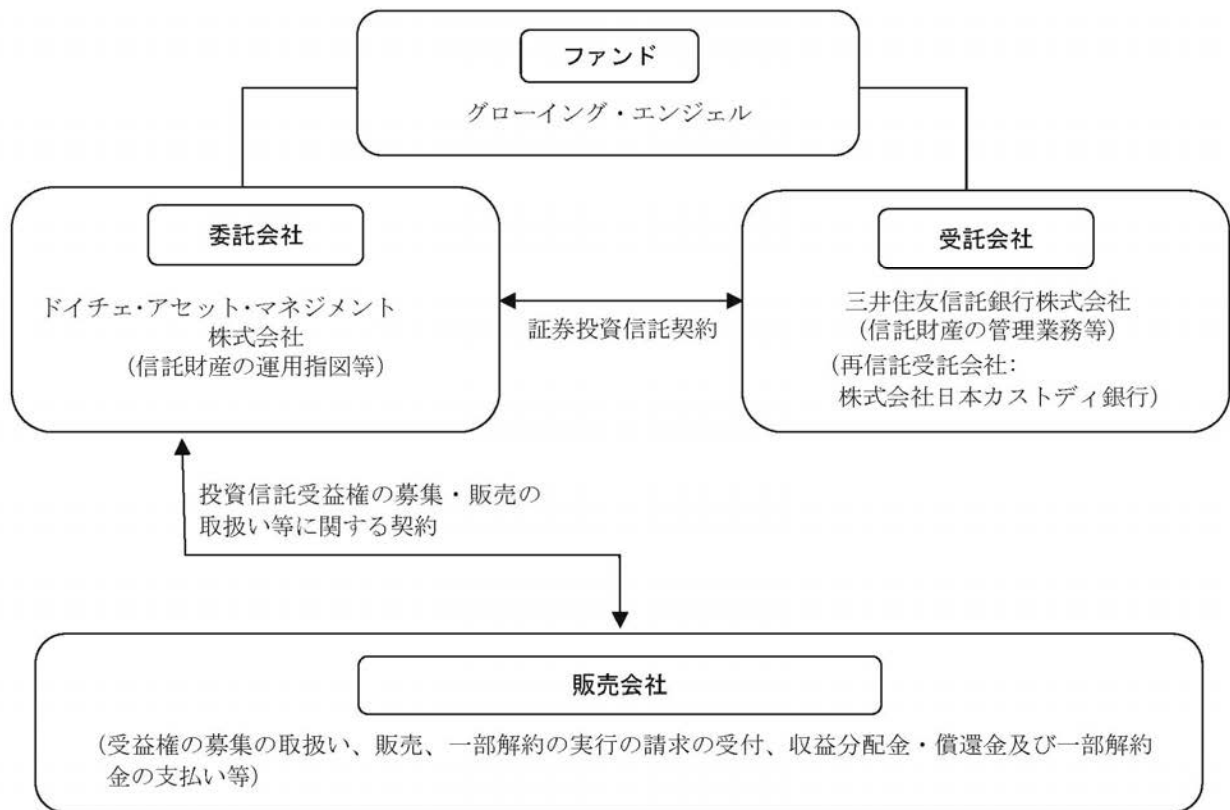 ファンド
グローイング・エンジェル
委託会社
ドイチェ･アセット･マネジメント
株式会社
(信託財産の運用指図等)
証券投資信託契約
受託会社
三井住友信託銀行株式会社
(信託財産の管理業務等)
(再信託受託会社:
株式会社日本カストディ銀行)
投資信託受益権の募集・販売の
取扱い等に関する契約
販売会社
(受益権の募集の取扱い、販売、一部解約の実行の請求の受付、収益分配金・償還金及び一部解約
金の支払い等)